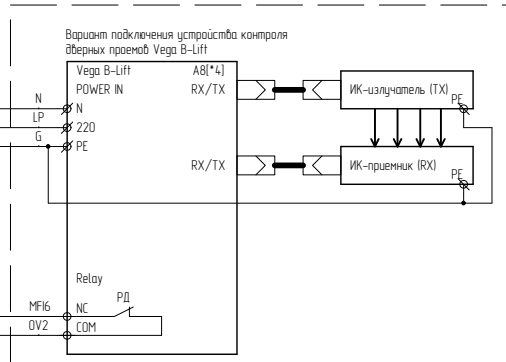 Вариант подключения устройства контроля
дверных проемов Vega B-Lift
Vega B-Lift A8[*4]
POWER IN RX/TX
ИК-излучатель (TX)
PE
N N
LP 220
G PE
RX/TX
ИК-приемник (RX)
PE
Relay
РД
MFI6 NC
0V2 COM